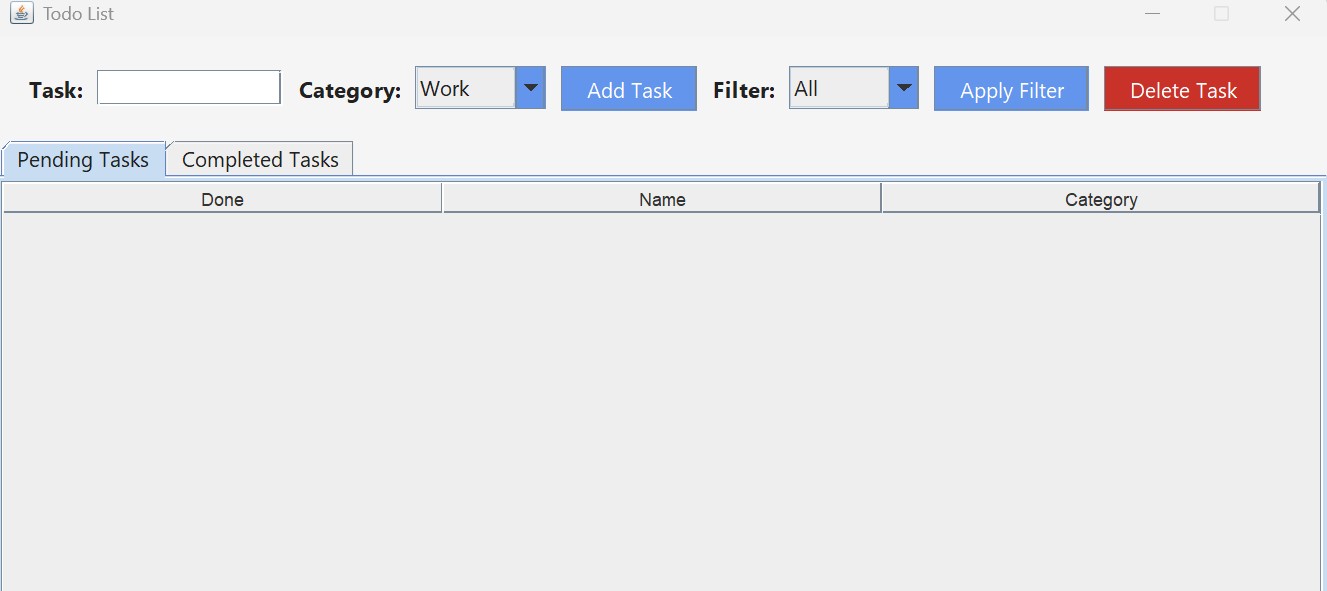 Todo List
Task: Category: Work Add Task Filter: All Apply Filter Delete Task
Pending Tasks Completed Tasks
Done Name Category